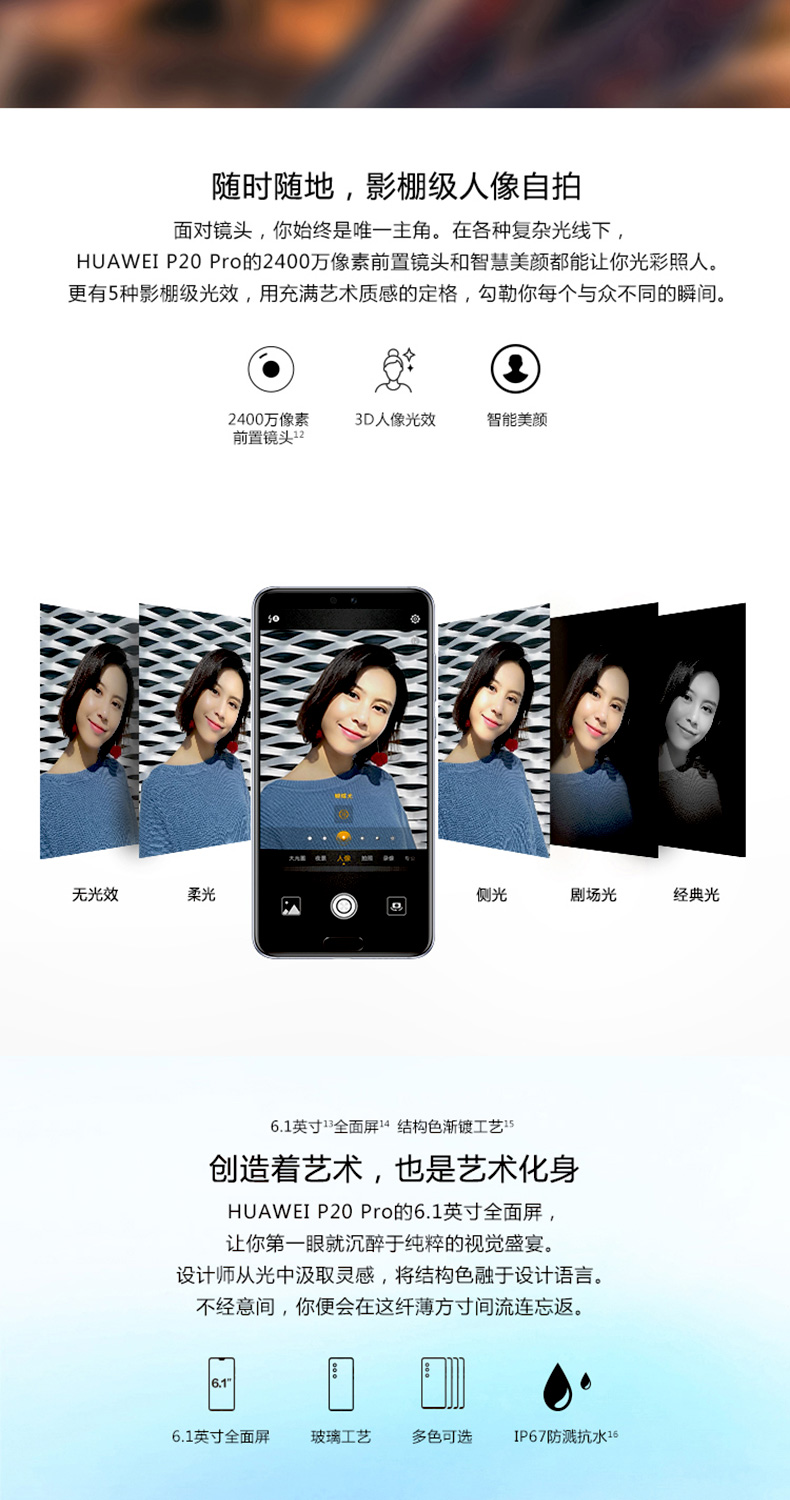 随时随地，影棚级人像自拍
面对镜头，你始终是唯一主角。在各种复杂光线下，
HUAWEI P20 Pro的2400万像素前置镜头和智慧美颜都能让你光彩照人。
更有5种影棚级光效，用充满艺术质感的定格，勾勒你每个与众不同的瞬间。
2400万像素
前置镜头12
3D人像光效
智能美颜
大光圈 夜景 人像 拍照 录像 专业
无光效
柔光
侧光
剧场光
经典光
6.1英寸13全面屏14 结构色渐镀工艺15
创造着艺术，也是艺术化身
HUAWEI P20 Pro的6.1英寸全面屏，
让你第一眼就沉醉于纯粹的视觉盛宴。
设计师从光中汲取灵感，将结构色融于设计语言。
不经意间，你便会在这纤薄方寸间流连忘返。
6.1"
6.1英寸全面屏
玻璃工艺
多色可选
IP67防溅抗水16